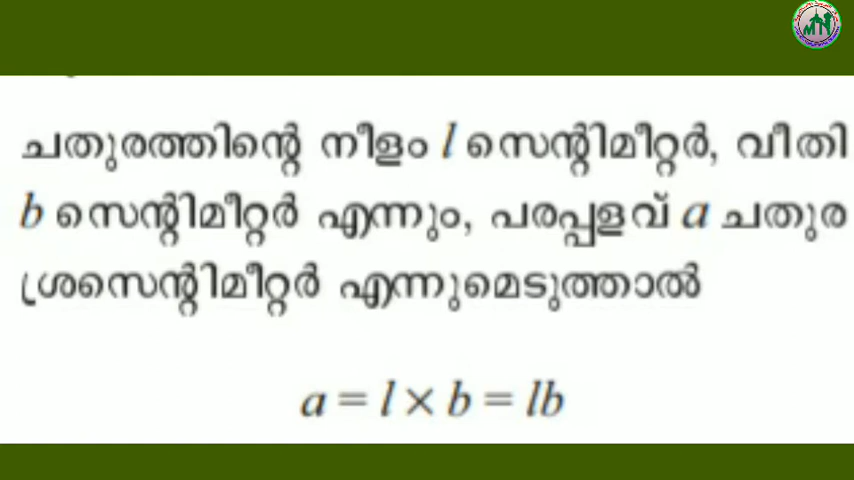 ചതുരത്തിന്റെ നീളം l സെന്റിമീറ്റർ, വീതി
b സെന്റിമീറ്റർ എന്നും, പരപ്പളവ് a ചതുര
ശ്രസെന്റിമീറ്റർ എന്നുമെടുത്താൽ
a = l × b = lb